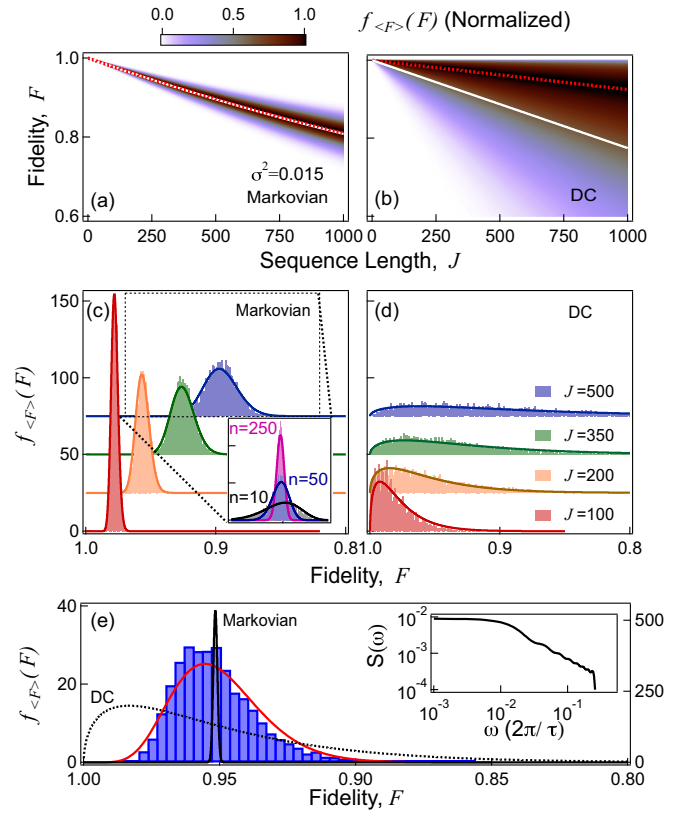 f<F>(F) (Normalized)
0.0 0.5 1.0
Fidelity, F
1.0
0.8
0.6
(a)
σ²=0.015
Markovian
(b)
DC
0 250 500 750 1000
0 250 500 750 1000
Sequence Length, J
f<F>(F)
150
100
50
0
(c)
Markovian
n=250
n=50
n=10
1.0 0.9 0.8
(d)
DC
J=500
J=350
J=200
J=100
1.0 0.9 0.8
Fidelity, F
f<F>(F)
40
20
0
(e)
Markovian
DC
S(ω)
10⁻²
10⁻³
10⁻⁴
10⁻³ 10⁻² 10⁻¹
ω (2π/ τ)
500
250
0
1.00 0.95 0.90 0.85 0.80
Fidelity, F